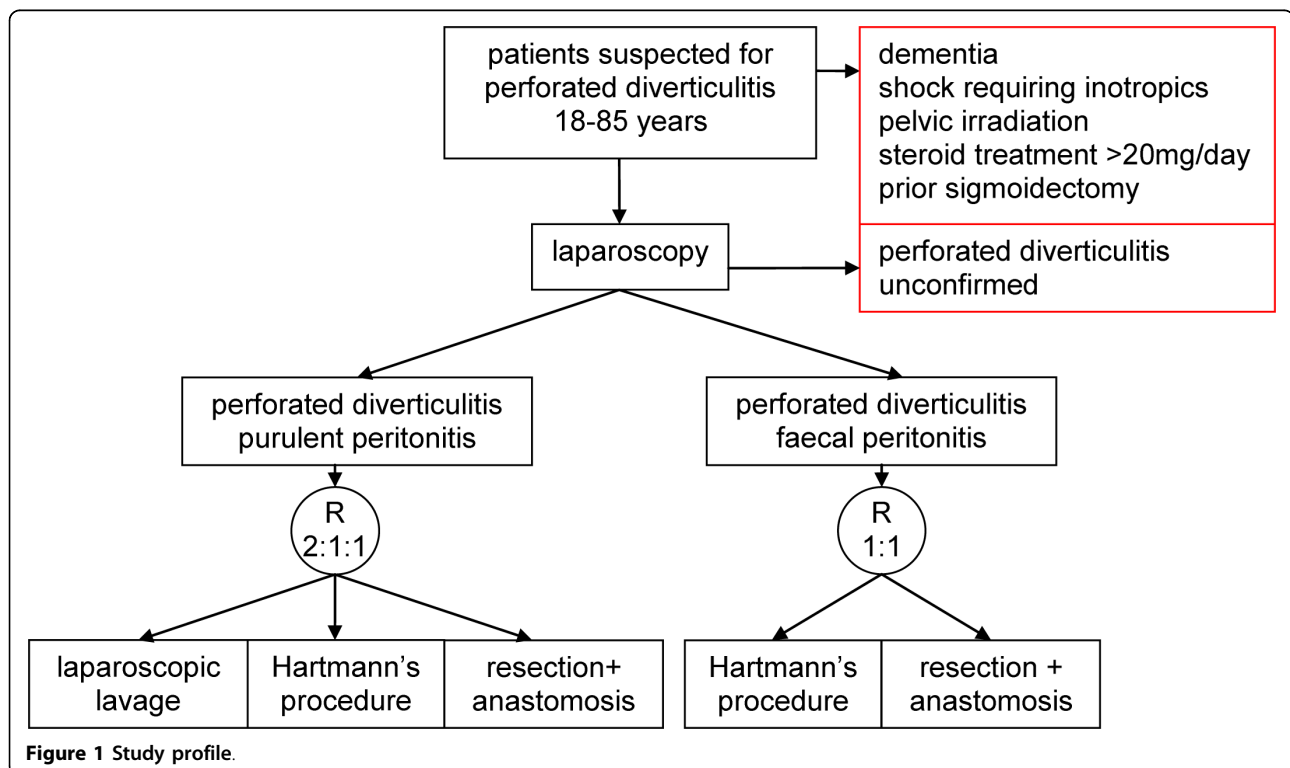 patients suspected for
perforated diverticulitis
18-85 years
dementia
shock requiring inotropics
pelvic irradiation
steroid treatment >20mg/day
prior sigmoidectomy
laparoscopy
perforated diverticulitis
unconfirmed
perforated diverticulitis
purulent peritonitis
perforated diverticulitis
faecal peritonitis
R
2:1:1
R
1:1
laparoscopic
lavage
Hartmann's
procedure
resection+
anastomosis
Hartmann's
procedure
resection +
anastomosis
Figure 1 Study profile.